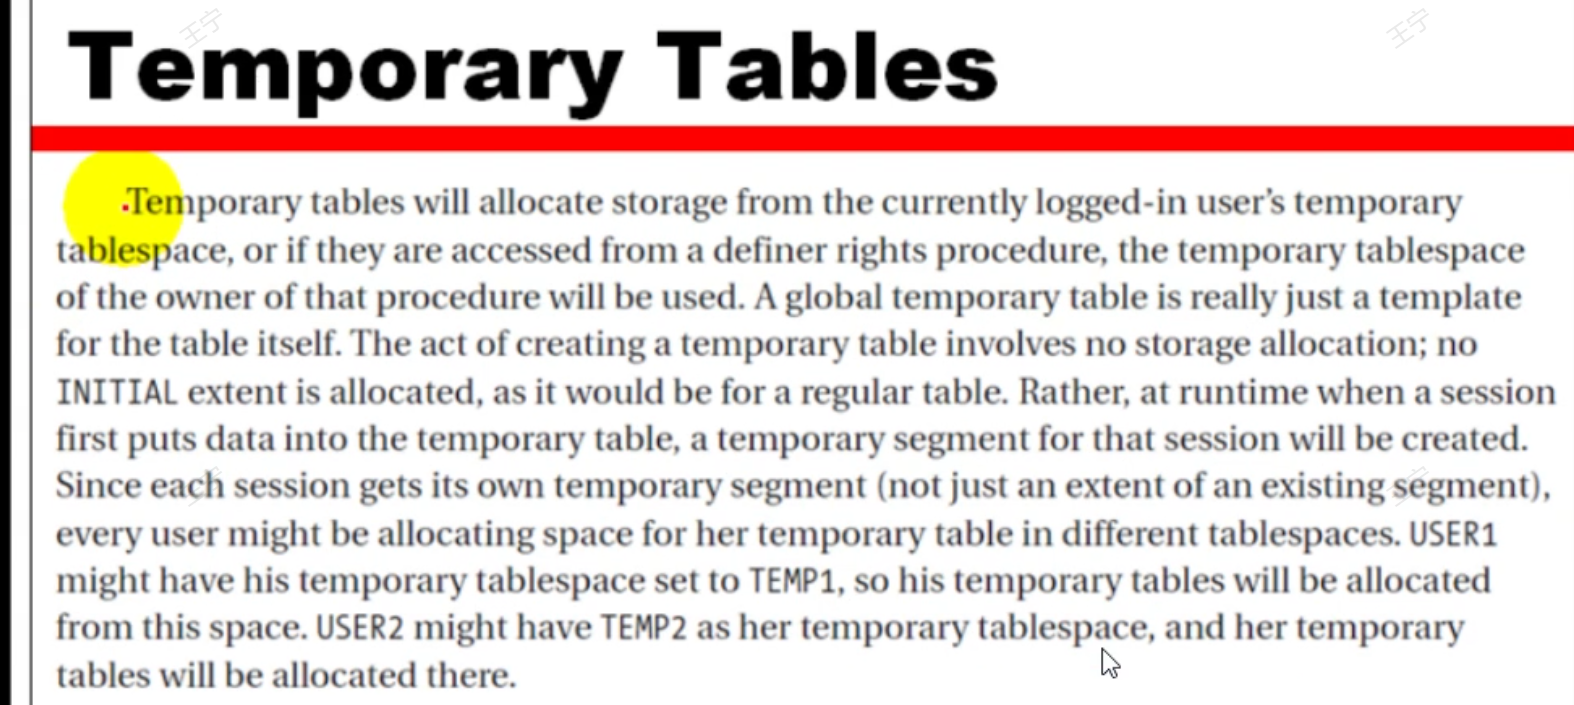 Temporary Tables
王宁
王宁
Temporary tables will allocate storage from the currently logged-in user’s temporary
tablespace, or if they are accessed from a definer rights procedure, the temporary tablespace
of the owner of that procedure will be used. A global temporary table is really just a template
for the table itself. The act of creating a temporary table involves no storage allocation; no
INITIAL extent is allocated, as it would be for a regular table. Rather, at runtime when a session
first puts data into the temporary table, a temporary segment for that session will be created.
Since each session gets its own temporary segment (not just an extent of an existing segment),
every user might be allocating space for her temporary table in different tablespaces. USER1
might have his temporary tablespace set to TEMP1, so his temporary tables will be allocated
from this space. USER2 might have TEMP2 as her temporary tablespace, and her temporary
tables will be allocated there.